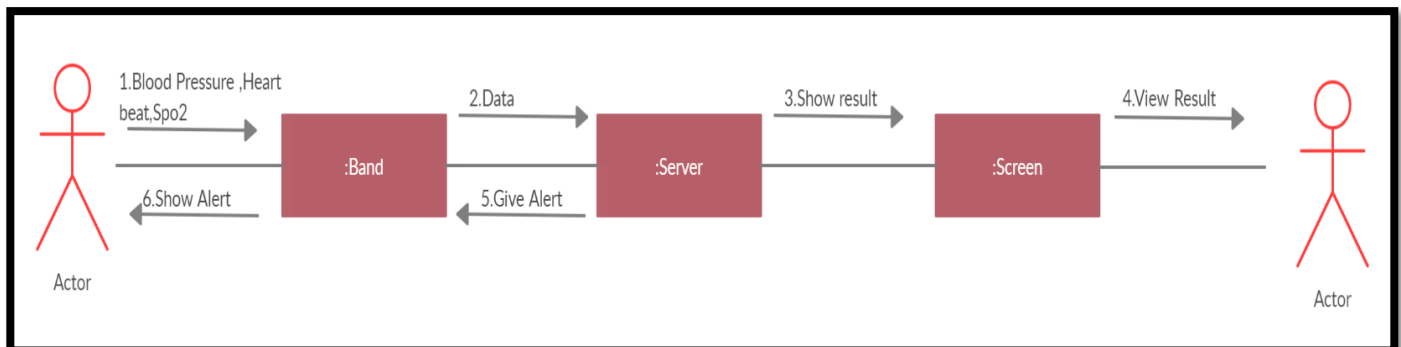 1.Blood Pressure ,Heart
beat,Spo2
2.Data
3.Show result
4.View Result
:Band
:Server
:Screen
6.Show Alert
5.Give Alert
Actor
Actor